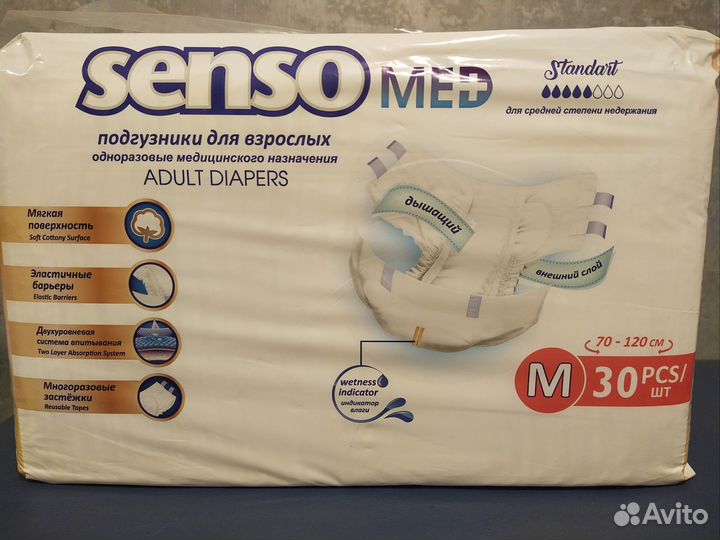 senso MED
Standart
для средней степени недержания
подгузники для взрослых
одноразовые медицинского назначения
ADULT DIAPERS
Мягкая
поверхность
Soft Cottony Surface
Эластичные
барьеры
Elastic Barriers
Двухуровневая
система впитывания
Two Layer Absorption System
Многоразовые
застёжки
Reusable Tapes
дышащий
внешний слой
wetness
indicator
индикатор
влаги
70 - 120 см
M 30 PCS/
ШТ
Avito